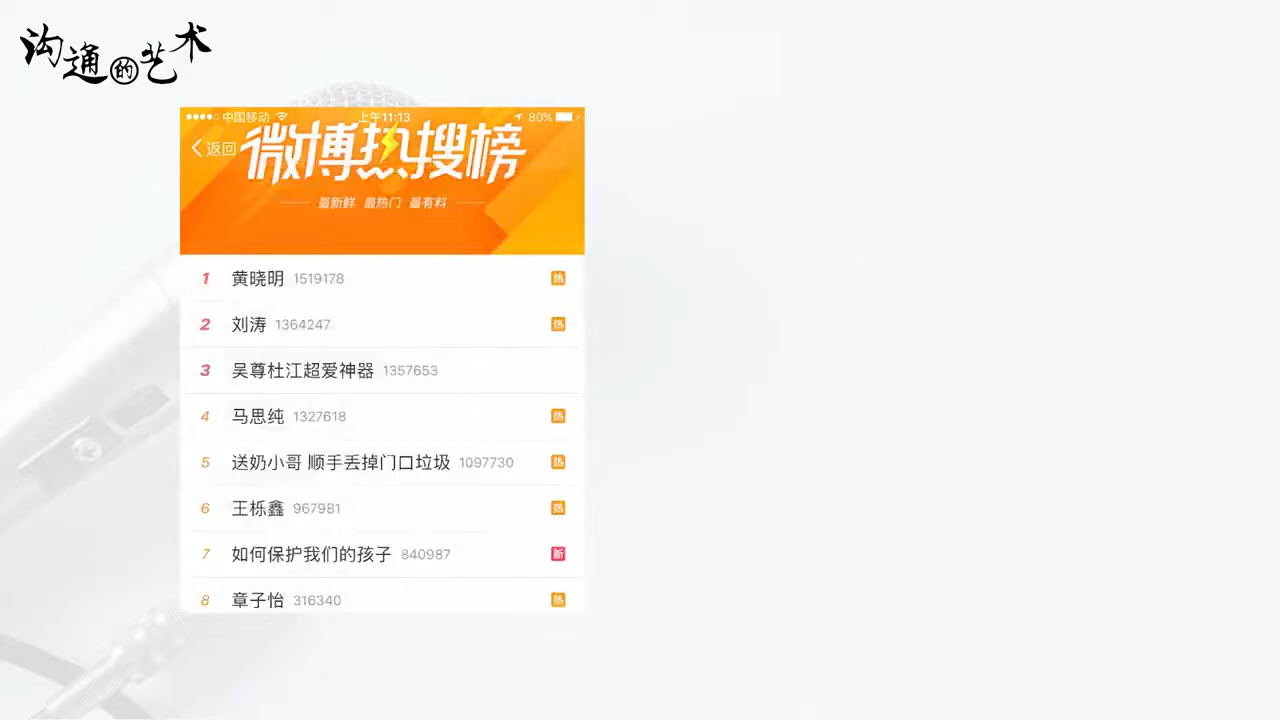 沟通的艺术
中国移动 上午11:13 80%
返回 微博热搜榜
最新鲜 最热门 最有料
1 黄晓明 1519178 热
2 刘涛 1364247 热
3 吴尊杜江超爱神器 1357653
4 马思纯 1327618 热
5 送奶小哥 顺手丢掉门口垃圾 1097730 热
6 王栎鑫 967981 热
7 如何保护我们的孩子 840987 新
8 章子怡 316340 热